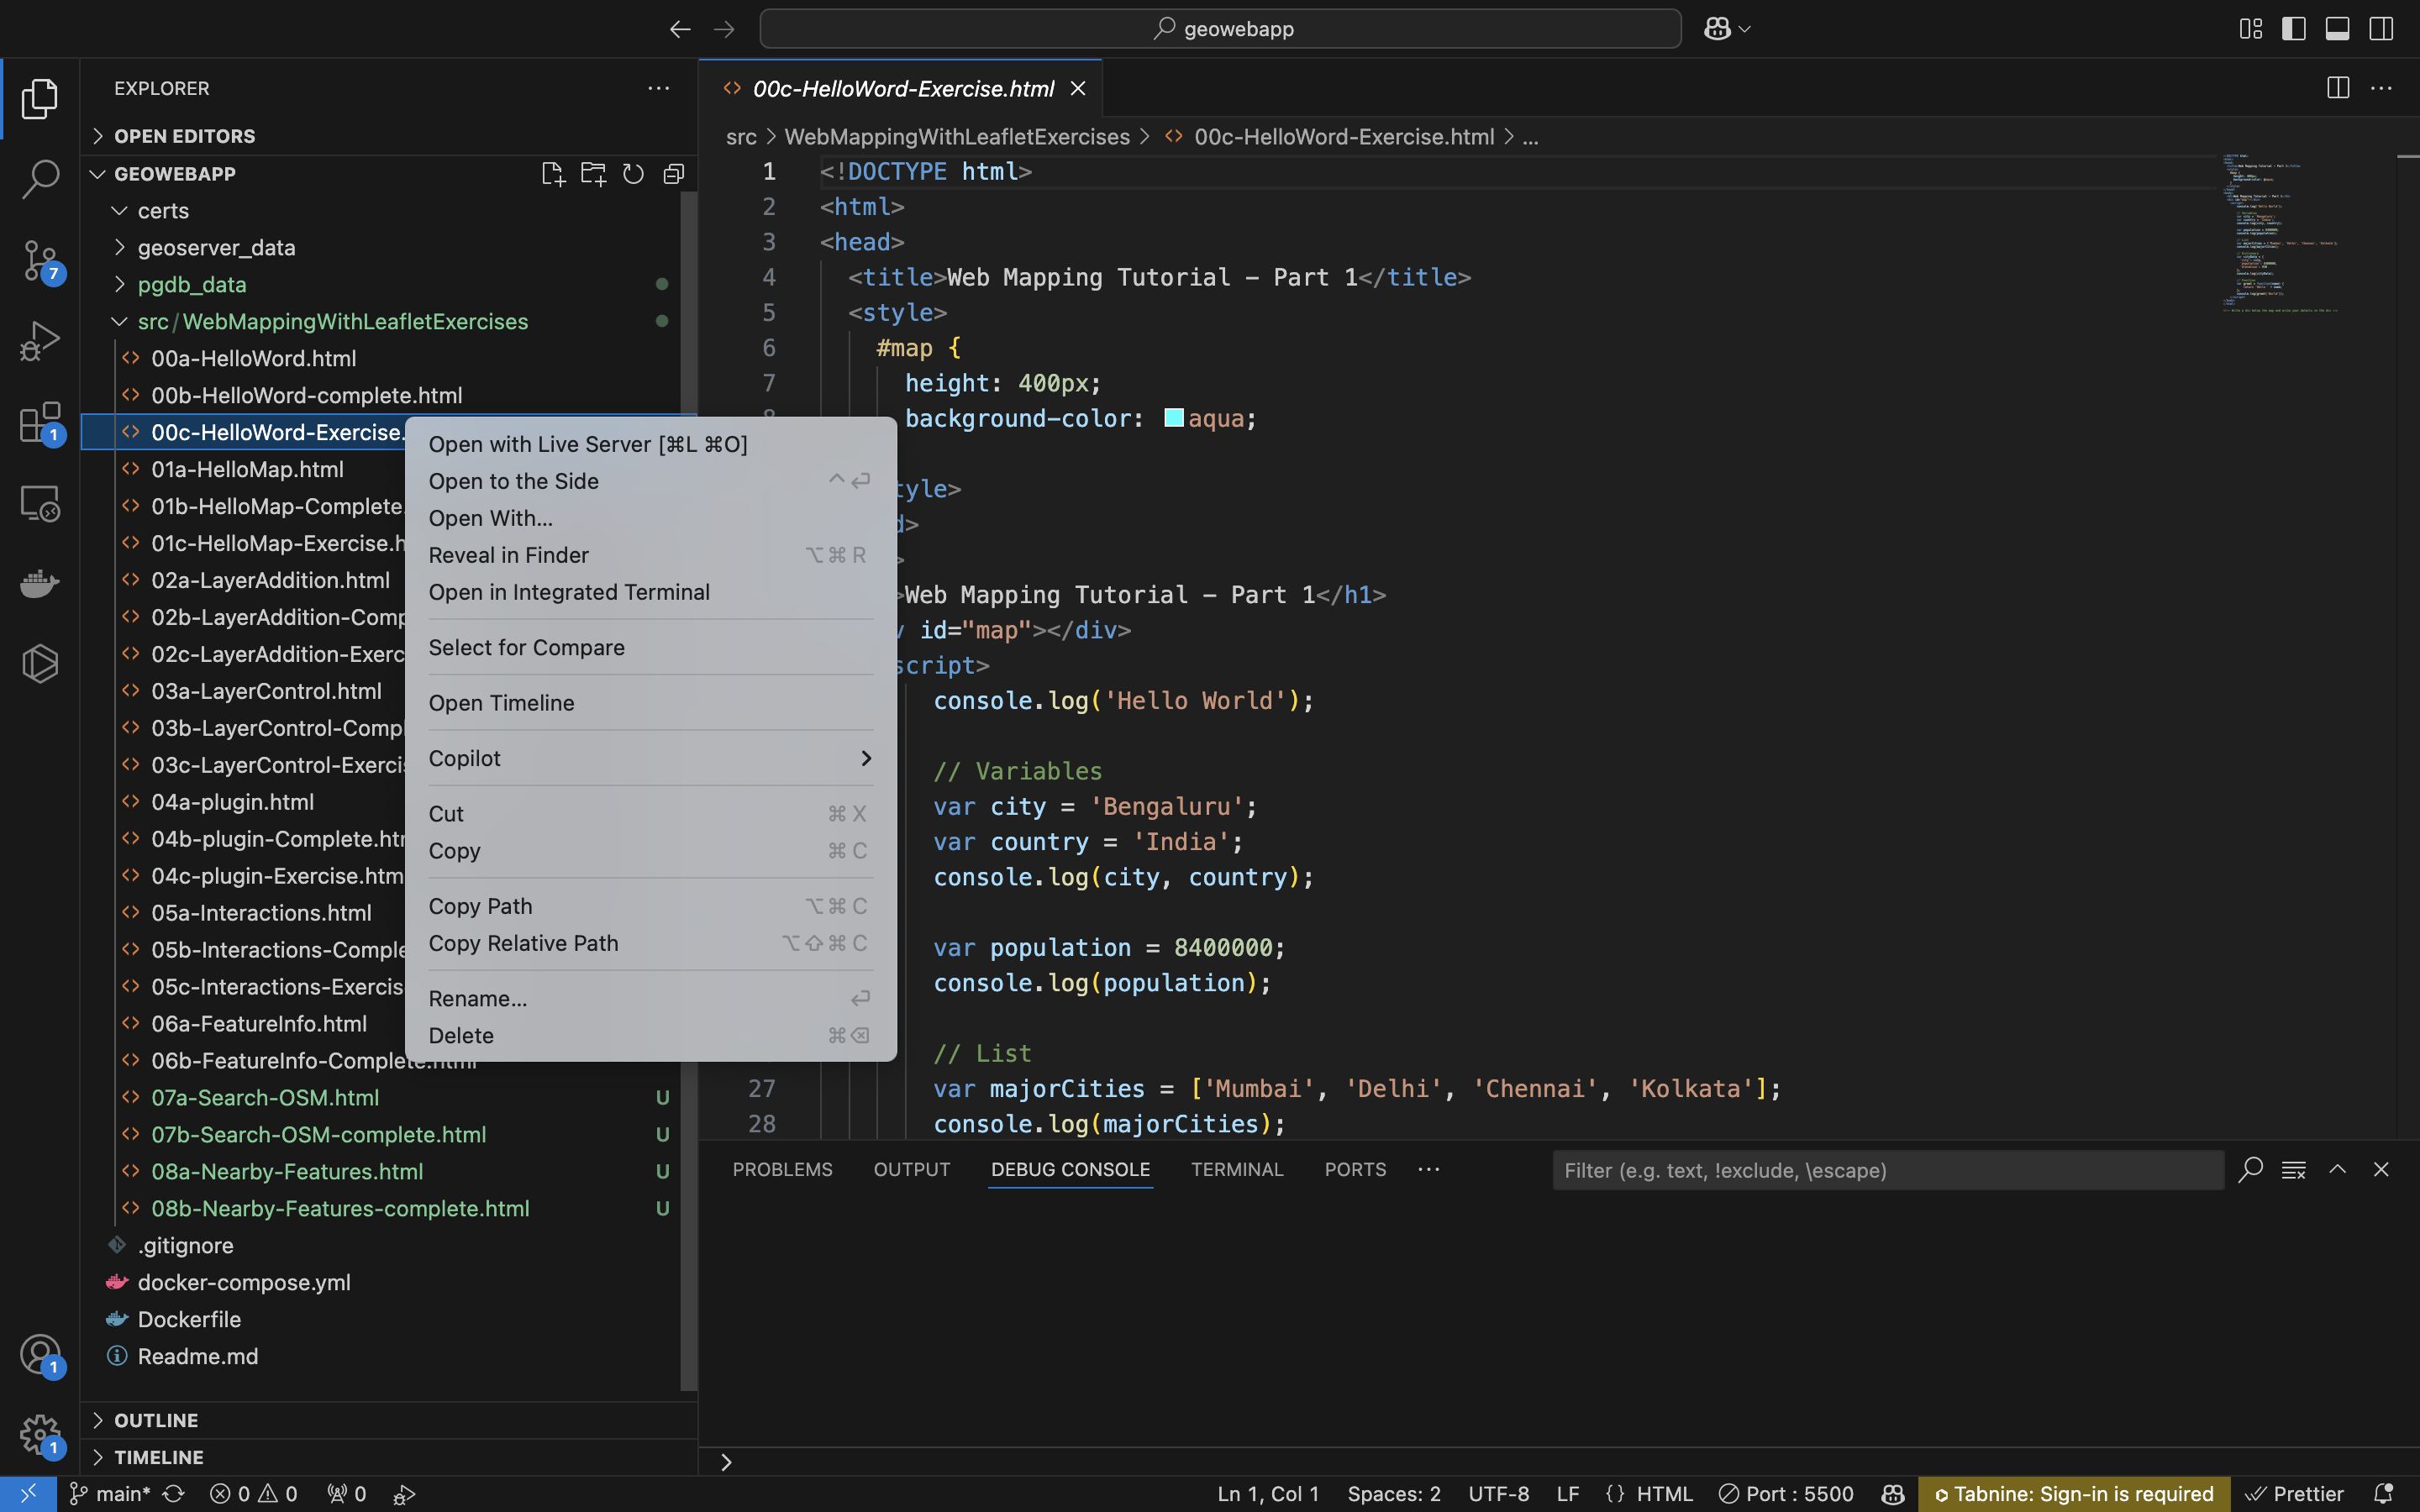 geowebapp
EXPLORER
OPEN EDITORS
GEOWEBAPP
certs
geoserver_data
pgdb_data
src/WebMappingWithLeafletExercises
00a-HelloWord.html
00b-HelloWord-complete.html
00c-HelloWord-Exercise.
01a-HelloMap.html
01b-HelloMap-Complete.
01c-HelloMap-Exercise.h
02a-LayerAddition.html
02b-LayerAddition-Comp
02c-LayerAddition-Exerc
03a-LayerControl.html
03b-LayerControl-Compl
03c-LayerControl-Exercis
04a-plugin.html
04b-plugin-Complete.htm
04c-plugin-Exercise.htm
05a-Interactions.html
05b-Interactions-Comple
05c-Interactions-Exercis
06a-FeatureInfo.html
06b-FeatureInfo-Complete.html
07a-Search-OSM.html U
07b-Search-OSM-complete.html U
08a-Nearby-Features.html U
08b-Nearby-Features-complete.html U
.gitignore
docker-compose.yml
Dockerfile
Readme.md
OUTLINE
TIMELINE
7
1
1
1
Open with Live Server [⌘L ⌘O]
Open to the Side ^ ⏎
Open With...
Reveal in Finder ⌥⌘R
Open in Integrated Terminal
Select for Compare
Open Timeline
Copilot
Cut ⌘X
Copy ⌘C
Copy Path ⌥⌘C
Copy Relative Path ⌥⇧⌘C
Rename... ⏎
Delete ⌘⌫
00c-HelloWord-Exercise.html
src > WebMappingWithLeafletExercises > 00c-HelloWord-Exercise.html > ...
1 <!DOCTYPE html>
2 <html>
3 <head>
4 <title>Web Mapping Tutorial - Part 1</title>
5 <style>
6 #map {
7 height: 400px;
8 background-color: aqua;
tyle>
d>
>
>Web Mapping Tutorial - Part 1</h1>
v id="map"></div>
script>
console.log('Hello World');
// Variables
var city = 'Bengaluru';
var country = 'India';
console.log(city, country);
var population = 8400000;
console.log(population);
// List
27 var majorCities = ['Mumbai', 'Delhi', 'Chennai', 'Kolkata'];
28 console.log(majorCities);
PROBLEMS OUTPUT DEBUG CONSOLE TERMINAL PORTS
Filter (e.g. text, !exclude, \escape)
main* 0 0 0
Ln 1, Col 1 Spaces: 2 UTF-8 LF {} HTML Port : 5500 Tabnine: Sign-in is required Prettier